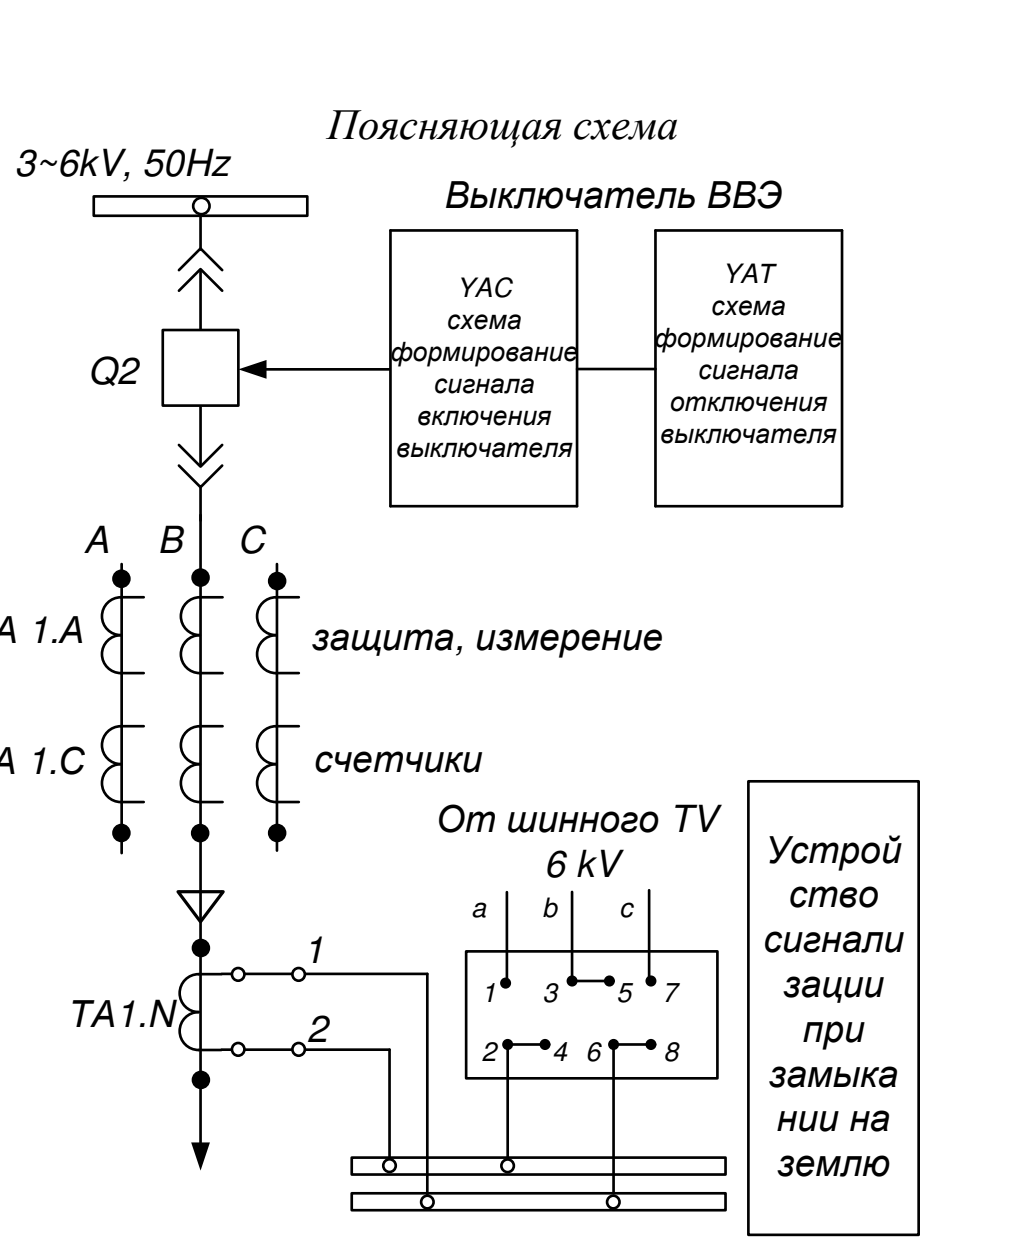 Поясняющая схема
3~6kV, 50Hz
Выключатель ВВЭ
YAC
схема
формирование
сигнала
включения
выключателя
YAT
схема
формирование
сигнала
отключения
выключателя
Q2
A B C
A 1.A
защита, измерение
A 1.C
счетчики
От шинного TV
6 kV
a b c
1 3 5 7
2 4 6 8
1
TA1.N
2
Устрой
ство
сигнали
зации
при
замыка
нии на
землю